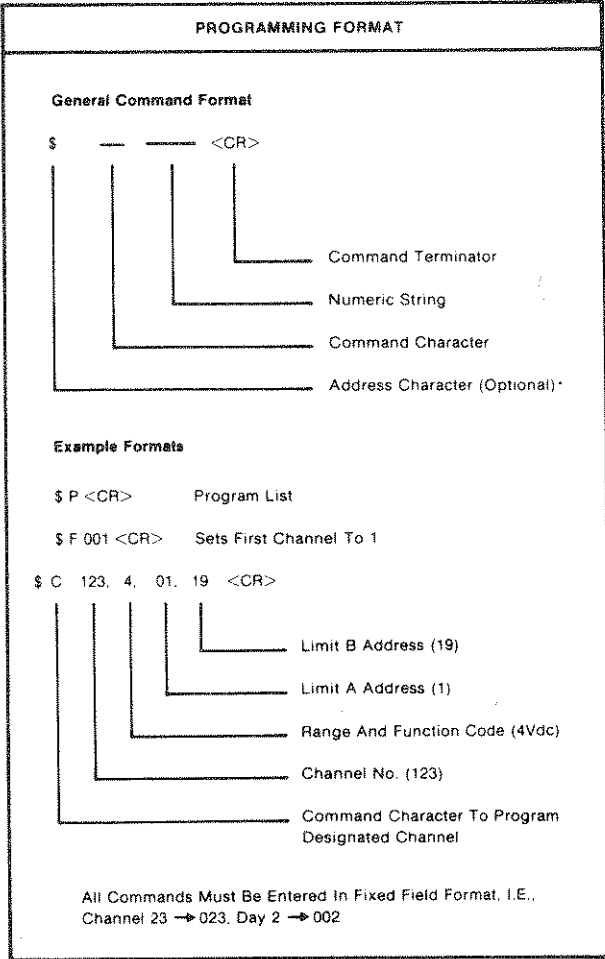 PROGRAMMING FORMAT
General Command Format
$ — —— <CR>
Command Terminator
Numeric String
Command Character
Address Character (Optional)*
Example Formats
$ P <CR> Program List
$ F 001 <CR> Sets First Channel To 1
$ C 123, 4, 01, 19 <CR>
Limit B Address (19)
Limit A Address (1)
Range And Function Code (4Vdc)
Channel No. (123)
Command Character To Program
Designated Channel
All Commands Must Be Entered In Fixed Field Format, I.E.,
Channel 23 → 023, Day 2 → 002